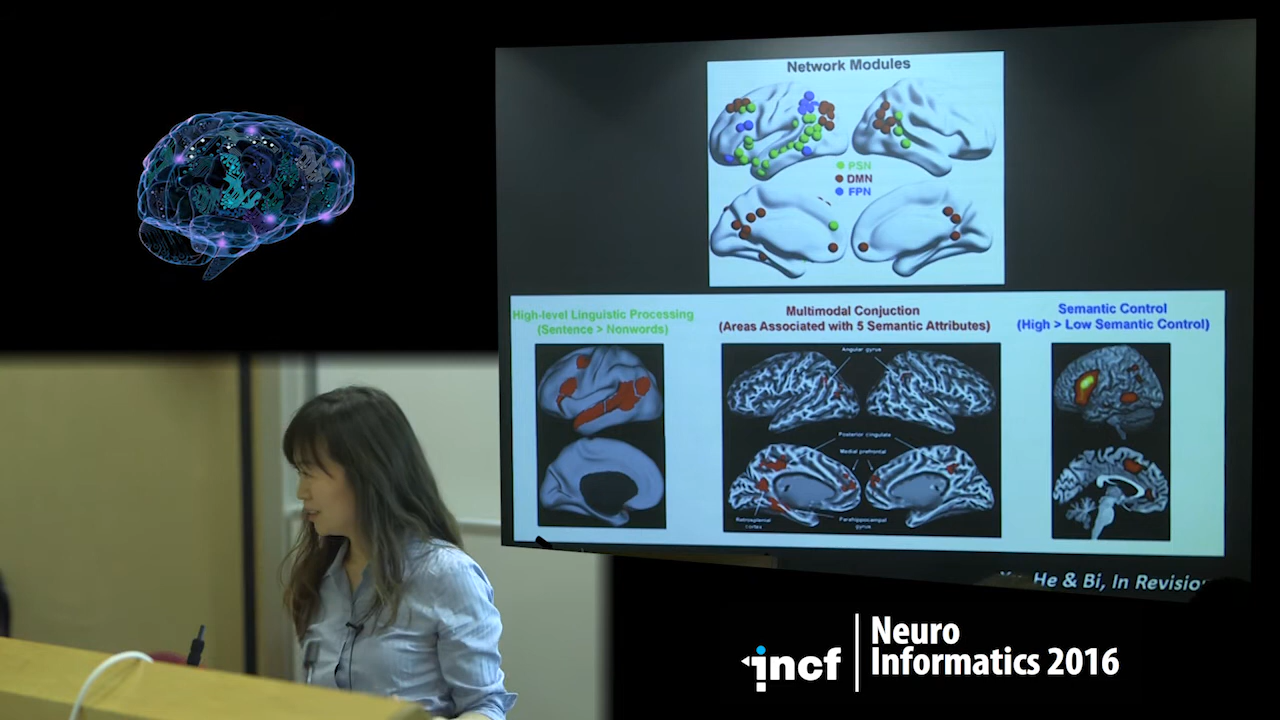 Network Modules
PSN
DMN
FPN
High-level Linguistic Processing
(Sentence > Nonwords)
Multimodal Conjuction
(Areas Associated with 5 Semantic Attributes)
Semantic Control
(High > Low Semantic Control)
Angular gyrus
Posterior cingulate
Medial prefrontal
Retrosplenial
cortex
Parahippocampal
gyrus
He & Bi, In Revision
incf
Neuro
Informatics 2016